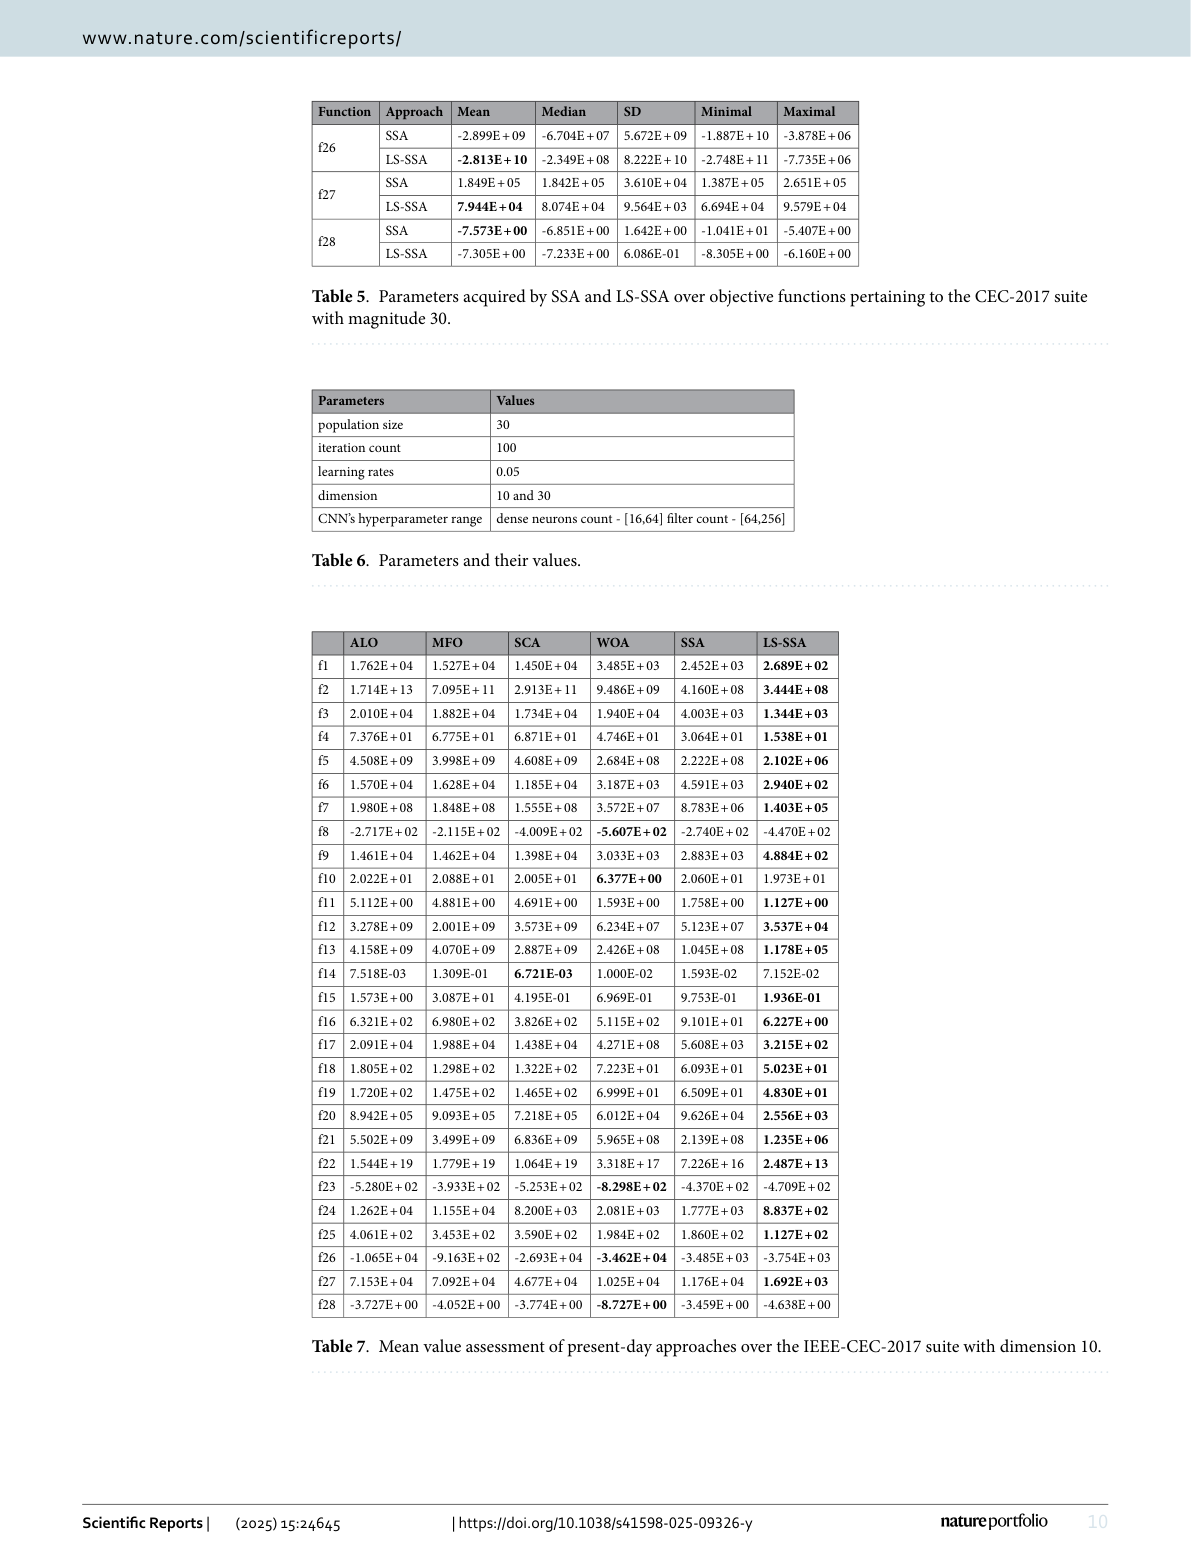 www.nature.com/scientificreports/
Function Approach Mean Median SD Minimal Maximal
f26 SSA -2.899E + 09 -6.704E + 07 5.672E + 09 -1.887E + 10 -3.878E + 06
LS-SSA -2.813E + 10 -2.349E + 08 8.222E + 10 -2.748E + 11 -7.735E + 06
f27 SSA 1.849E + 05 1.842E + 05 3.610E + 04 1.387E + 05 2.651E + 05
LS-SSA 7.944E + 04 8.074E + 04 9.564E + 03 6.694E + 04 9.579E + 04
f28 SSA -7.573E + 00 -6.851E + 00 1.642E + 00 -1.041E + 01 -5.407E + 00
LS-SSA -7.305E + 00 -7.233E + 00 6.086E-01 -8.305E + 00 -6.160E + 00
Table 5. Parameters acquired by SSA and LS-SSA over objective functions pertaining to the CEC-2017 suite
with magnitude 30.
Parameters Values
population size 30
iteration count 100
learning rates 0.05
dimension 10 and 30
CNN's hyperparameter range dense neurons count - [16,64] filter count - [64,256]
Table 6. Parameters and their values.
ALO MFO SCA WOA SSA LS-SSA
f1 1.762E + 04 1.527E + 04 1.450E + 04 3.485E + 03 2.452E + 03 2.689E + 02
f2 1.714E + 13 7.095E + 11 2.913E + 11 9.486E + 09 4.160E + 08 3.444E + 08
f3 2.010E + 04 1.882E + 04 1.734E + 04 1.940E + 04 4.003E + 03 1.344E + 03
f4 7.376E + 01 6.775E + 01 6.871E + 01 4.746E + 01 3.064E + 01 1.538E + 01
f5 4.508E + 09 3.998E + 09 4.608E + 09 2.684E + 08 2.222E + 08 2.102E + 06
f6 1.570E + 04 1.628E + 04 1.185E + 04 3.187E + 03 4.591E + 03 2.940E + 02
f7 1.980E + 08 1.848E + 08 1.555E + 08 3.572E + 07 8.783E + 06 1.403E + 05
f8 -2.717E + 02 -2.115E + 02 -4.009E + 02 -5.607E + 02 -2.740E + 02 -4.470E + 02
f9 1.461E + 04 1.462E + 04 1.398E + 04 3.033E + 03 2.883E + 03 4.884E + 02
f10 2.022E + 01 2.088E + 01 2.005E + 01 6.377E + 00 2.060E + 01 1.973E + 01
f11 5.112E + 00 4.881E + 00 4.691E + 00 1.593E + 00 1.758E + 00 1.127E + 00
f12 3.278E + 09 2.001E + 09 3.573E + 09 6.234E + 07 5.123E + 07 3.537E + 04
f13 4.158E + 09 4.070E + 09 2.887E + 09 2.426E + 08 1.045E + 08 1.178E + 05
f14 7.518E-03 1.309E-01 6.721E-03 1.000E-02 1.593E-02 7.152E-02
f15 1.573E + 00 3.087E + 01 4.195E-01 6.969E-01 9.753E-01 1.936E-01
f16 6.321E + 02 6.980E + 02 3.826E + 02 5.115E + 02 9.101E + 01 6.227E + 00
f17 2.091E + 04 1.988E + 04 1.438E + 04 4.271E + 08 5.608E + 03 3.215E + 02
f18 1.805E + 02 1.298E + 02 1.322E + 02 7.223E + 01 6.093E + 01 5.023E + 01
f19 1.720E + 02 1.475E + 02 1.465E + 02 6.999E + 01 6.509E + 01 4.830E + 01
f20 8.942E + 05 9.093E + 05 7.218E + 05 6.012E + 04 9.626E + 04 2.556E + 03
f21 5.502E + 09 3.499E + 09 6.836E + 09 5.965E + 08 2.139E + 08 1.235E + 06
f22 1.544E + 19 1.779E + 19 1.064E + 19 3.318E + 17 7.226E + 16 2.487E + 13
f23 -5.280E + 02 -3.933E + 02 -5.253E + 02 -8.298E + 02 -4.370E + 02 -4.709E + 02
f24 1.262E + 04 1.155E + 04 8.200E + 03 2.081E + 03 1.777E + 03 8.837E + 02
f25 4.061E + 02 3.453E + 02 3.590E + 02 1.984E + 02 1.860E + 02 1.127E + 02
f26 -1.065E + 04 -9.163E + 02 -2.693E + 04 -3.462E + 04 -3.485E + 03 -3.754E + 03
f27 7.153E + 04 7.092E + 04 4.677E + 04 1.025E + 04 1.176E + 04 1.692E + 03
f28 -3.727E + 00 -4.052E + 00 -3.774E + 00 -8.727E + 00 -3.459E + 00 -4.638E + 00
Table 7. Mean value assessment of present-day approaches over the IEEE-CEC-2017 suite with dimension 10.
Scientific Reports | (2025) 15:24645 | https://doi.org/10.1038/s41598-025-09326-y nature portfolio 10